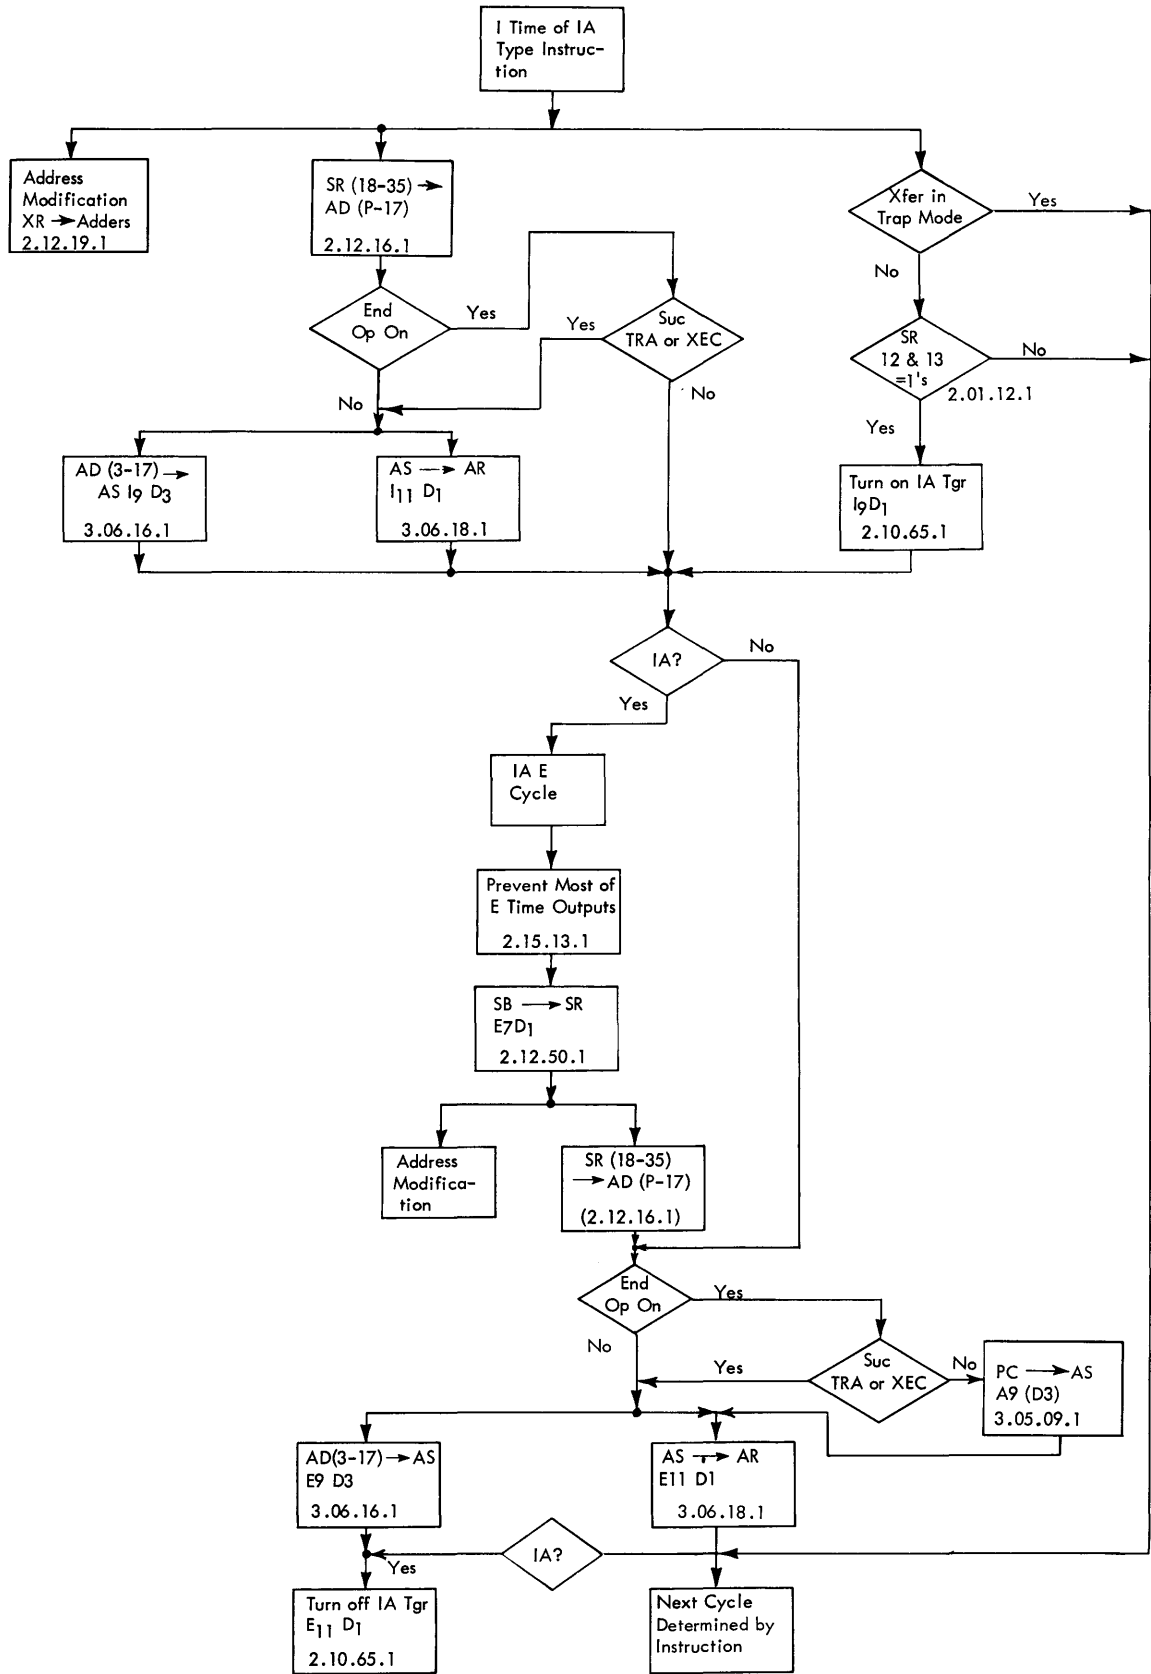 I Time of IA
Type Instruc-
tion
Address
Modification
XR → Adders
2.12.19.1
SR (18-35) →
AD (P-17)
2.12.16.1
Xfer in
Trap Mode
Yes
No
End
Op On
Yes
No
Suc
TRA or XEC
Yes
No
SR
12 & 13
=1's
No
2.01.12.1
Yes
AD (3-17) →
AS I9 D3
3.06.16.1
AS → AR
I11 D1
3.06.18.1
Turn on IA Tgr
I9D1
2.10.65.1
IA?
No
Yes
IA E
Cycle
Prevent Most of
E Time Outputs
2.15.13.1
SB → SR
E7D1
2.12.50.1
Address
Modifica-
tion
SR (18-35)
→ AD (P-17)
(2.12.16.1)
End
Op On
Yes
No
Suc
TRA or XEC
Yes
No
PC → AS
A9 (D3)
3.05.09.1
AD(3-17) → AS
E9 D3
3.06.16.1
AS → AR
E11 D1
3.06.18.1
IA?
Yes
Turn off IA Tgr
E11 D1
2.10.65.1
Next Cycle
Determined by
Instruction